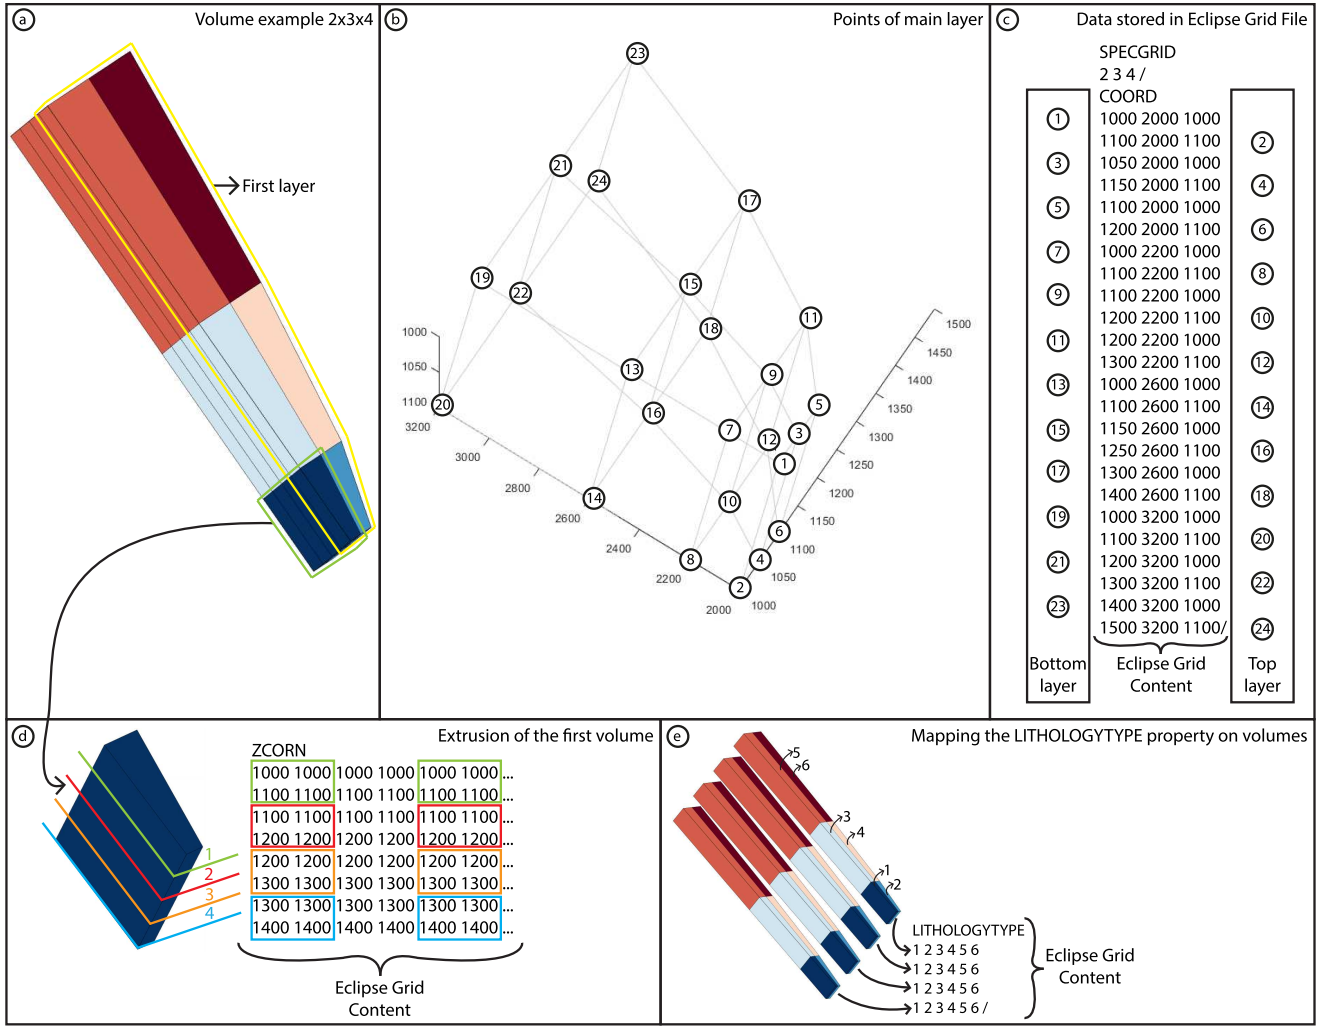 a
Volume example 2x3x4
First layer
b
Points of main layer
23
21
24
17
19
22
15
11
18
1000
1050
1100
3200
20
13
9
16
5
7
12
3
1
14
10
6
8
4
2
3000
2800
2600
2400
2200
2000
1000
1050
1100
1150
1200
1250
1300
1350
1400
1450
1500
c
Data stored in Eclipse Grid File
SPECGRID
2 3 4 /
COORD
1 1000 2000 1000
1100 2000 1100 2
3 1050 2000 1000
1150 2000 1100 4
5 1100 2000 1000
1200 2000 1100 6
7 1000 2200 1000
1100 2200 1100 8
9 1100 2200 1000
1200 2200 1100 10
11 1200 2200 1000
1300 2200 1100 12
13 1000 2600 1000
1100 2600 1100 14
15 1150 2600 1000
1250 2600 1100 16
17 1300 2600 1000
1400 2600 1100 18
19 1000 3200 1000
1100 3200 1100 20
21 1200 3200 1000
1300 3200 1100 22
23 1400 3200 1000
1500 3200 1100/ 24
Bottom layer
Eclipse Grid Content
Top layer
d
Extrusion of the first volume
1
2
3
4
ZCORN
1000 1000 1000 1000 1000 1000 ...
1100 1100 1100 1100 1100 1100 ...
1100 1100 1100 1100 1100 1100 ...
1200 1200 1200 1200 1200 1200 ...
1200 1200 1200 1200 1200 1200 ...
1300 1300 1300 1300 1300 1300 ...
1300 1300 1300 1300 1300 1300 ...
1400 1400 1400 1400 1400 1400 ...
Eclipse Grid
Content
e
Mapping the LITHOLOGYTYPE property on volumes
5
6
3
4
1
2
LITHOLOGYTYPE
1 2 3 4 5 6
1 2 3 4 5 6
1 2 3 4 5 6
1 2 3 4 5 6 /
Eclipse Grid
Content